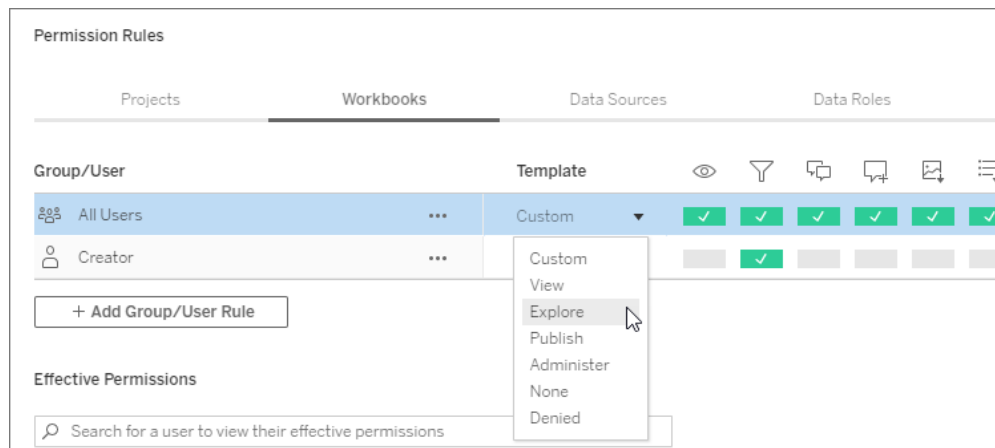 Permission Rules
Projects Workbooks Data Sources Data Roles
Group/User Template
All Users ••• Custom
Creator •••
Custom
View
Explore
Publish
Administer
None
Denied
+ Add Group/User Rule
Effective Permissions
Search for a user to view their effective permissions